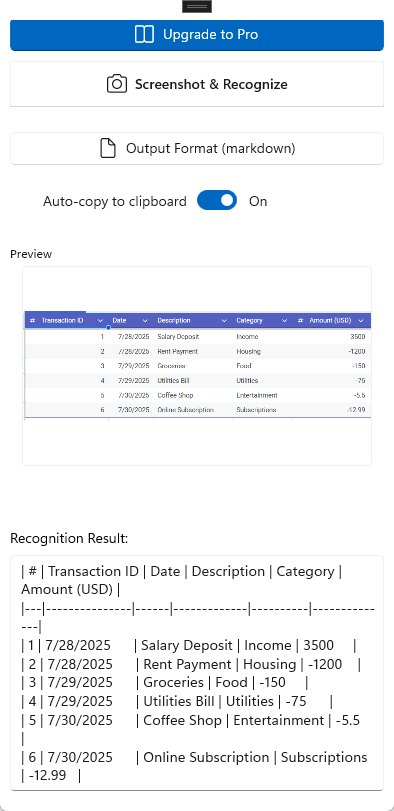 Upgrade to Pro
Screenshot & Recognize
Output Format (markdown)
Auto-copy to clipboard On
Preview
# Transaction ID Date Description Category # Amount (USD)
1 7/28/2025 Salary Deposit Income 3500
2 7/28/2025 Rent Payment Housing -1200
3 7/29/2025 Groceries Food -150
4 7/29/2025 Utilities Bill Utilities -75
5 7/30/2025 Coffee Shop Entertainment -5.5
6 7/30/2025 Online Subscription Subscriptions -12.99
Recognition Result:
| # | Transaction ID | Date | Description | Category |
Amount (USD) |
|---|---------------|------|-------------|----------|------------
---|
| 1 | 7/28/2025 | Salary Deposit | Income | 3500 |
| 2 | 7/28/2025 | Rent Payment | Housing | -1200 |
| 3 | 7/29/2025 | Groceries | Food | -150 |
| 4 | 7/29/2025 | Utilities Bill | Utilities | -75 |
| 5 | 7/30/2025 | Coffee Shop | Entertainment | -5.5
|
| 6 | 7/30/2025 | Online Subscription | Subscriptions
| -12.99 |